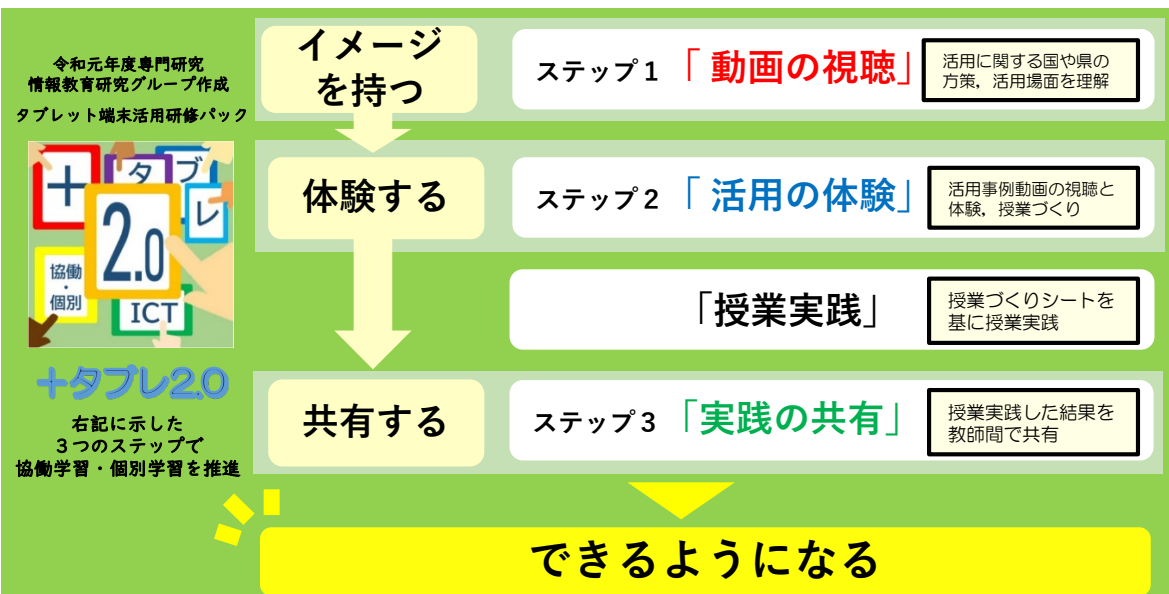 令和元年度専門研究
情報教育研究グループ作成
タブレット端末活用研修パック
＋
タ
ブ
レ
2.0
協働
・
個別
ICT
＋タブレ2.0
右記に示した
３つのステップで
協働学習・個別学習を推進
イメージ
を持つ
ステップ１「動画の視聴」
活用に関する国や県の
方策，活用場面を理解
体験する
ステップ２「活用の体験」
活用事例動画の視聴と
体験，授業づくり
「授業実践」
授業づくりシートを
基に授業実践
共有する
ステップ３「実践の共有」
授業実践した結果を
教師間で共有
できるようになる